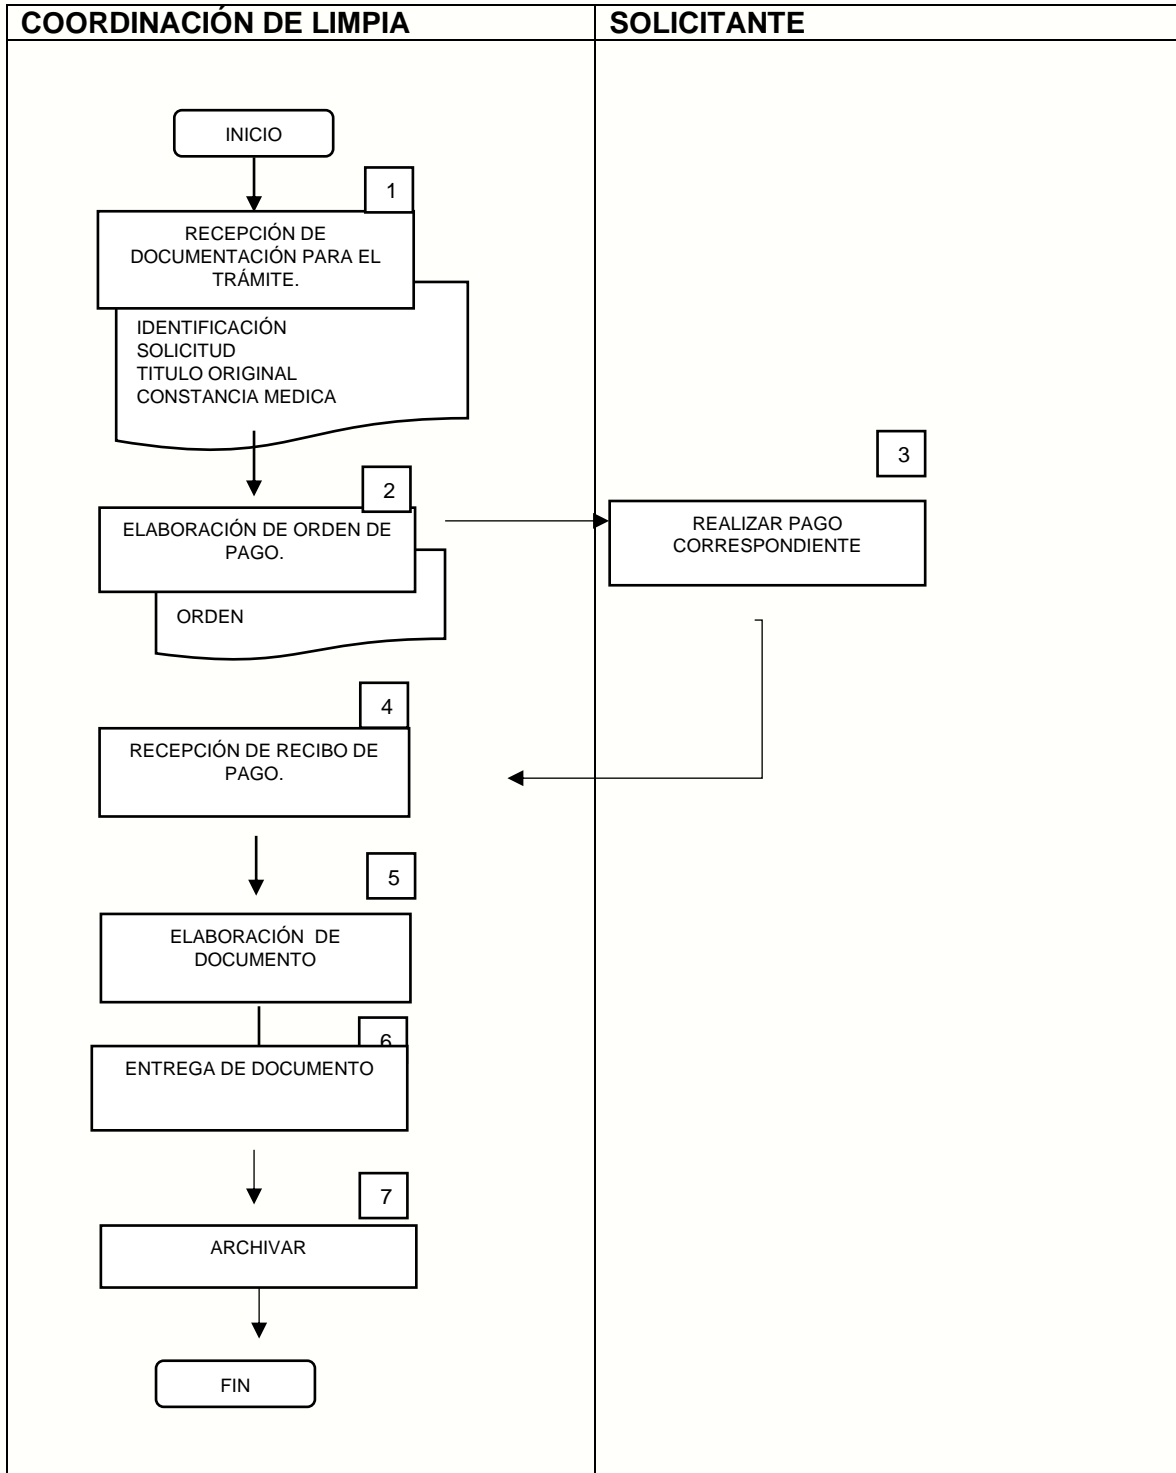 COORDINACIÓN DE LIMPIA
SOLICITANTE
INICIO
1
RECEPCIÓN DE
DOCUMENTACIÓN PARA EL
TRÁMITE.
IDENTIFICACIÓN
SOLICITUD
TITULO ORIGINAL
CONSTANCIA MEDICA
2
ELABORACIÓN DE ORDEN DE
PAGO.
ORDEN
3
REALIZAR PAGO
CORRESPONDIENTE
4
RECEPCIÓN DE RECIBO DE
PAGO.
5
ELABORACIÓN  DE
DOCUMENTO
6
ENTREGA DE DOCUMENTO
7
ARCHIVAR
FIN